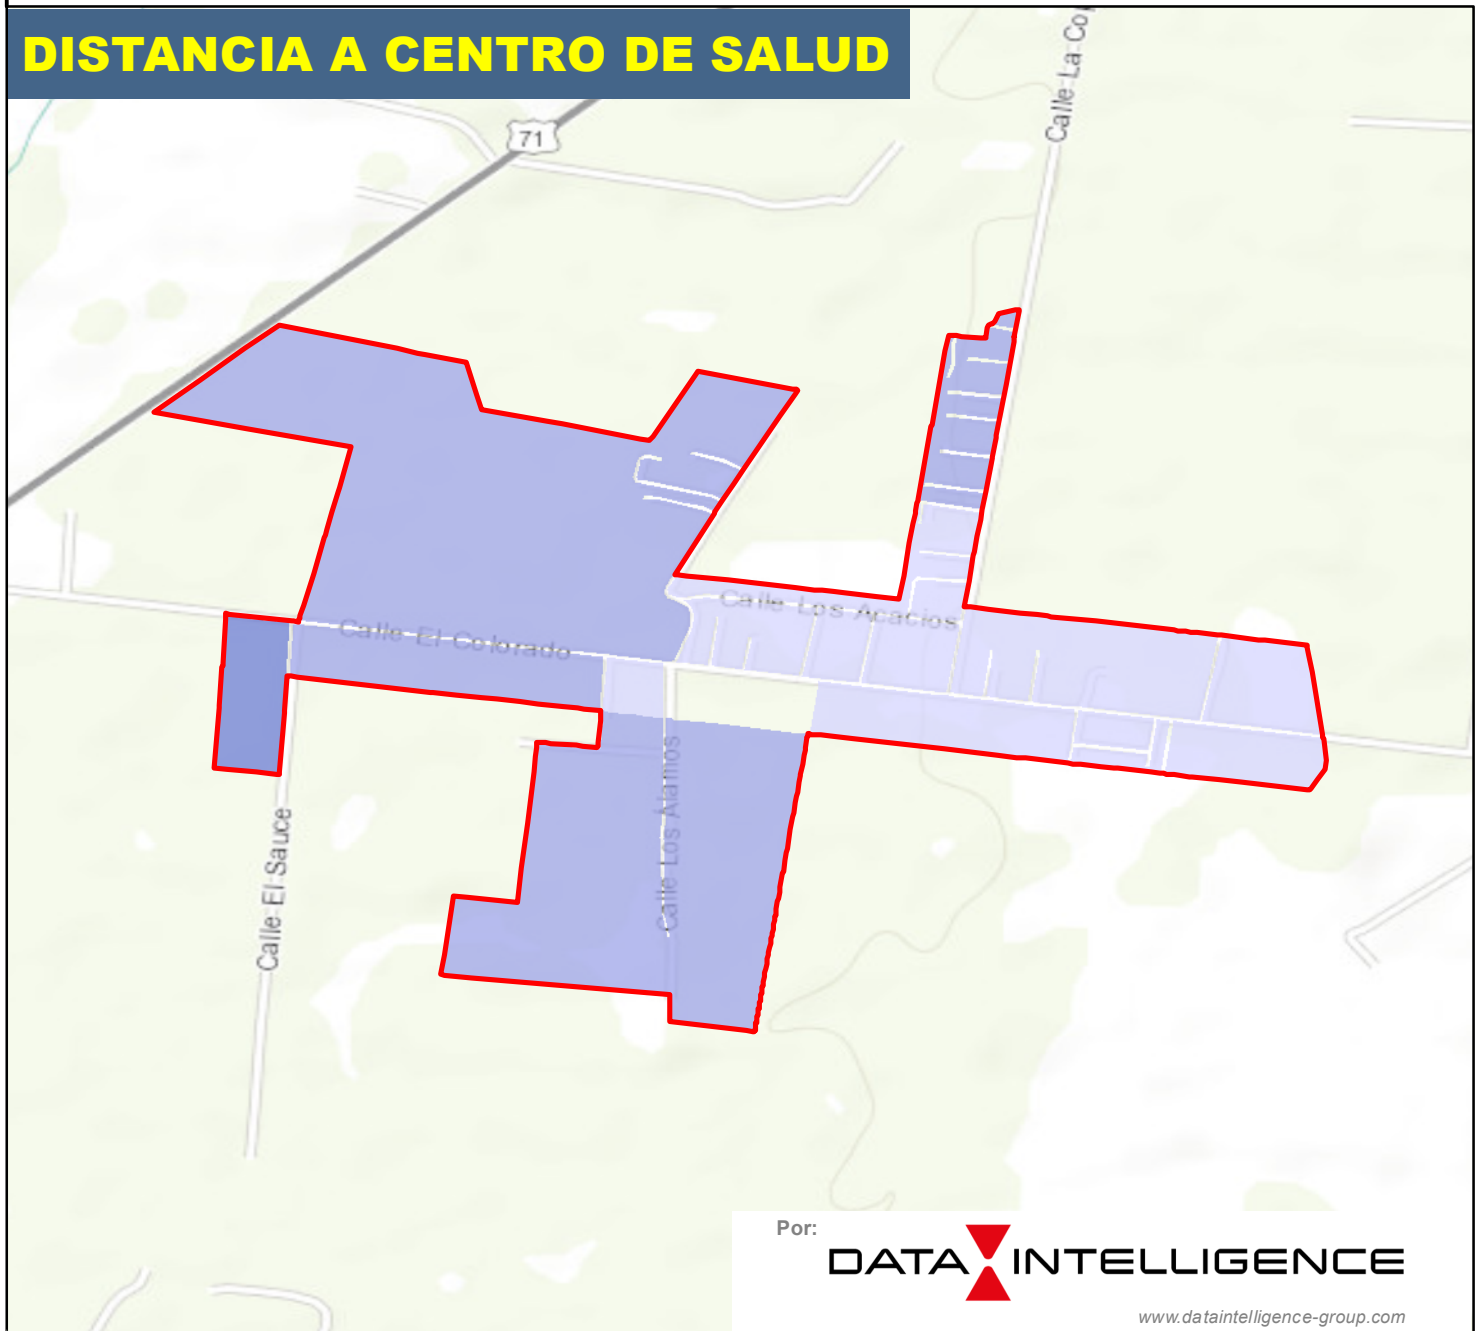 DISTANCIA A CENTRO DE SALUD
Calle La Co
71
Calle Los Acacios
Calle El Colorado
Calle Los Alamos
Calle El Sauce
Por:
DATA INTELLIGENCE
www.dataintelligence-group.com